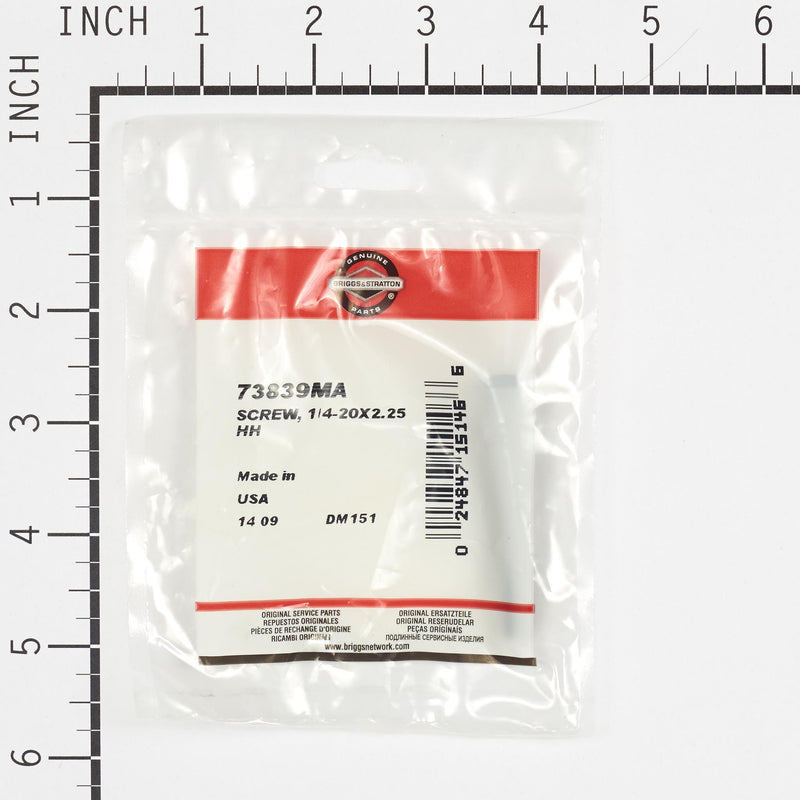 INCH 1 2 3 4 5 6
INCH
1
2
3
4
5
6
GENUINE
BRIGGS&STRATTON
®
PARTS
73839MA
SCREW, 1/4-20X2.25
HH
Made in
USA
14 09 DM151
0 24847 15146 6
ORIGINAL SERVICE PARTS
REPUESTOS ORIGINALES
PIÈCES DE RECHANGE D'ORIGINE
RICAMBI ORIGINALI
ORIGINAL ERSATZTEILE
ORIGINAL RESERUDELAR
PEÇAS ORIGINAIS
ПОДЛИННЫЕ СЕРВИСНЫЕ ИЗДЕЛИЯ
www.briggsnetwork.com